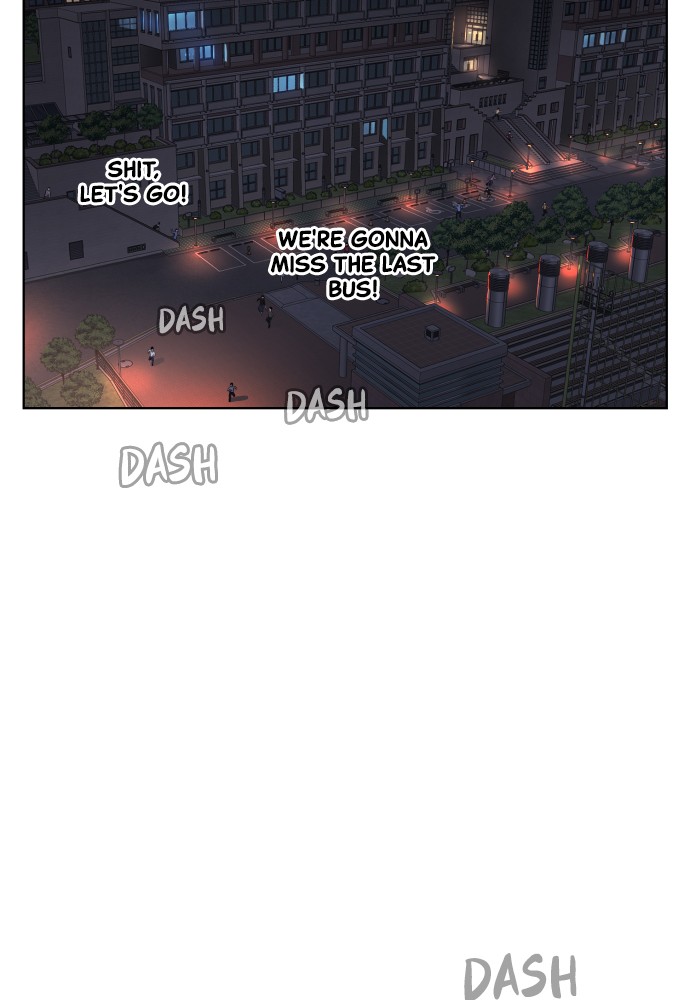 SHIT,
LET'S GO!
WE'RE GONNA
MISS THE LAST
BUS!
DASH
DASH
DASH
DASH